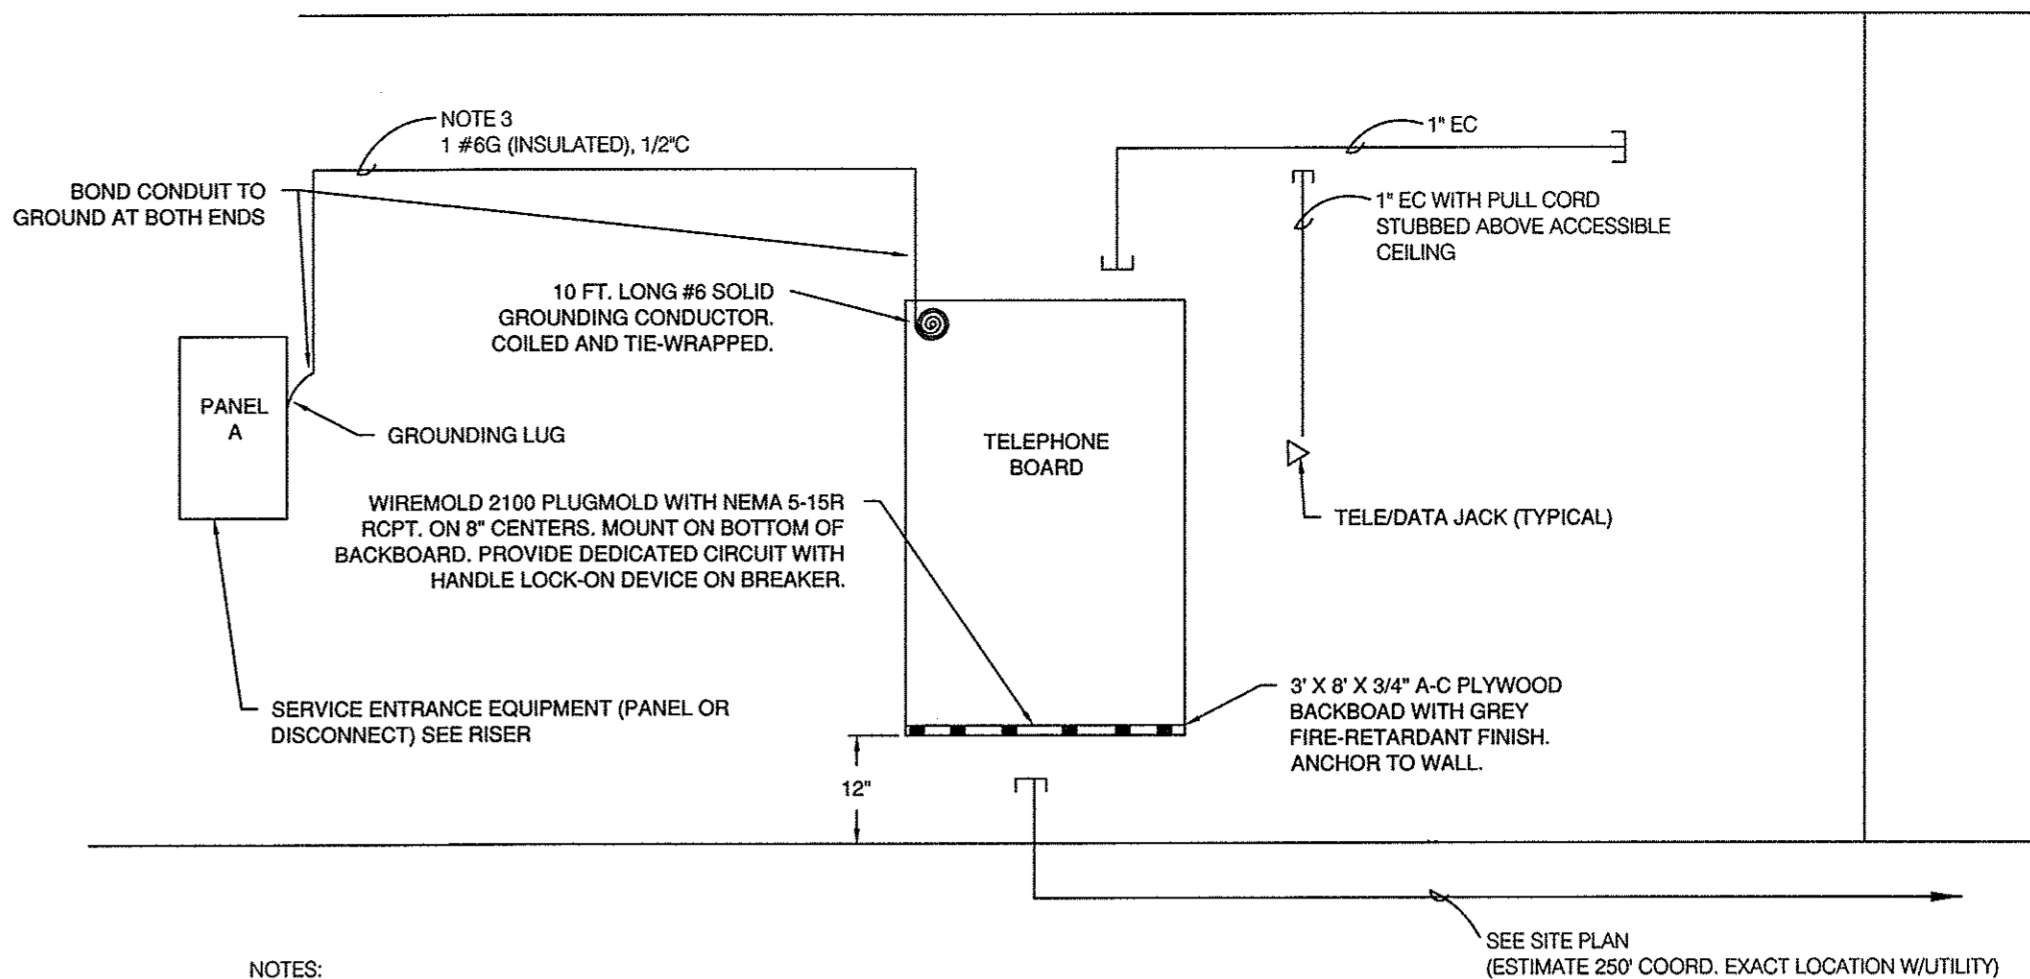 NOTE 3
1 #6G (INSULATED), 1/2"C
1" EC
BOND CONDUIT TO
GROUND AT BOTH ENDS
1" EC WITH PULL CORD
STUBBED ABOVE ACCESSIBLE
CEILING
10 FT. LONG #6 SOLID
GROUNDING CONDUCTOR.
COILED AND TIE-WRAPPED.
PANEL
A
GROUNDING LUG
TELEPHONE
BOARD
WIREMOLD 2100 PLUGMOLD WITH NEMA 5-15R
RCPT. ON 8" CENTERS. MOUNT ON BOTTOM OF
BACKBOARD. PROVIDE DEDICATED CIRCUIT WITH
HANDLE LOCK-ON DEVICE ON BREAKER.
TELE/DATA JACK (TYPICAL)
SERVICE ENTRANCE EQUIPMENT (PANEL OR
DISCONNECT) SEE RISER
3' X 8' X 3/4" A-C PLYWOOD
BACKBOAD WITH GREY
FIRE-RETARDANT FINISH.
ANCHOR TO WALL.
12"
SEE SITE PLAN
(ESTIMATE 250' COORD. EXACT LOCATION W/UTILITY)
NOTES: